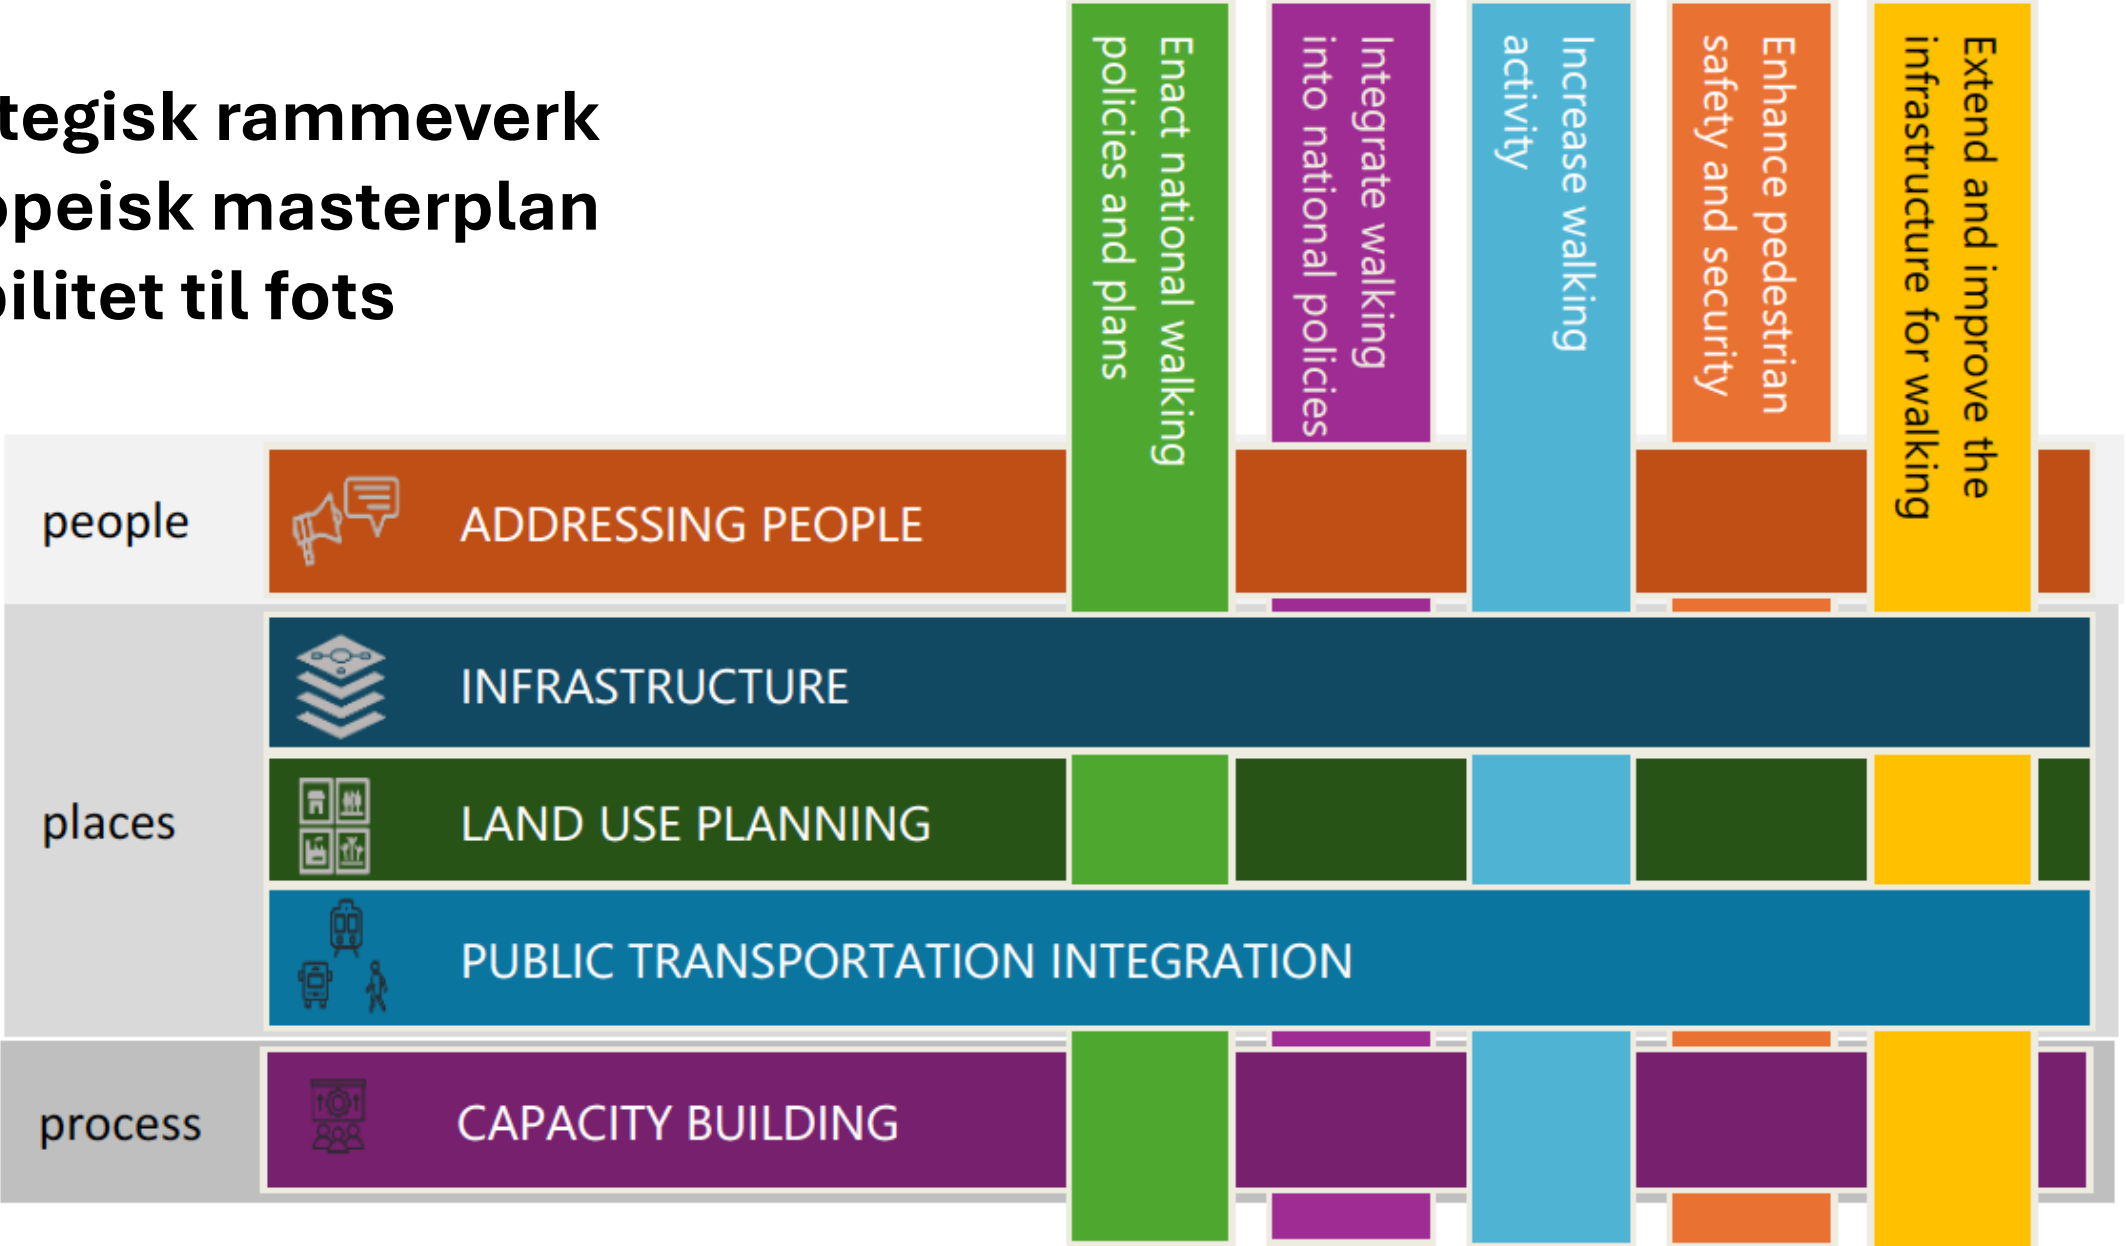 tegisk rammeverk
peisk masterplan
ilitet til fots
Enact national walking
policies and plans
Integrate walking
into national policies
Increase walking
activity
Enhance pedestrian
safety and security
Extend and improve the
infrastructure for walking
people
ADDRESSING PEOPLE
places
INFRASTRUCTURE
LAND USE PLANNING
PUBLIC TRANSPORTATION INTEGRATION
process
CAPACITY BUILDING